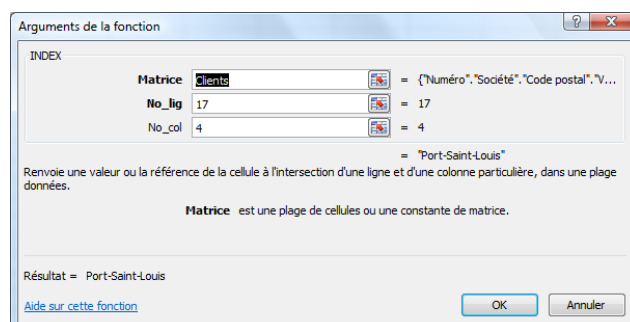 Arguments de la fonction
INDEX
Matrice Clients = {"Numéro"."Société"."Code postal"."V...
No_lig 17 = 17
No_col 4 = 4
= "Port-Saint-Louis"
Renvoie une valeur ou la référence de la cellule à l'intersection d'une ligne et d'une colonne particulière, dans une plage
données.
Matrice est une plage de cellules ou une constante de matrice.
Résultat = Port-Saint-Louis
Aide sur cette fonction OK Annuler